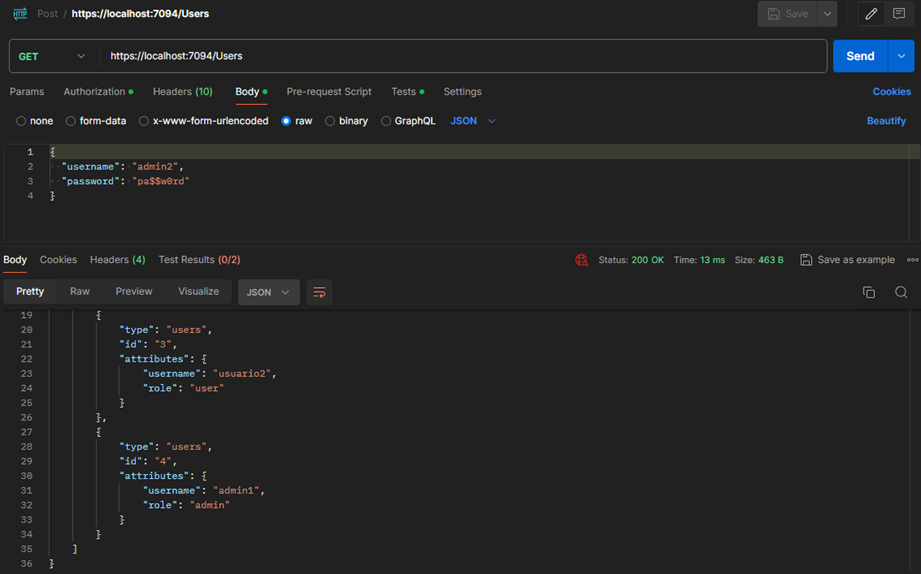 HTTP Post / https://localhost:7094/Users Save
GET https://localhost:7094/Users Send
Params Authorization Headers (10) Body Pre-request Script Tests Settings Cookies
none form-data x-www-form-urlencoded raw binary GraphQL JSON Beautify
1 {
2 "username": "admin2",
3 "password": "pa$$w0rd"
4 }
Body Cookies Headers (4) Test Results (0/2) Status: 200 OK Time: 13 ms Size: 463 B Save as example
Pretty Raw Preview Visualize JSON
19 {
20 "type": "users",
21 "id": "3",
22 "attributes": {
23 "username": "usuario2",
24 "role": "user"
25 }
26 },
27 {
28 "type": "users",
29 "id": "4",
30 "attributes": {
31 "username": "admin1",
32 "role": "admin"
33 }
34 }
35 ]
36 }